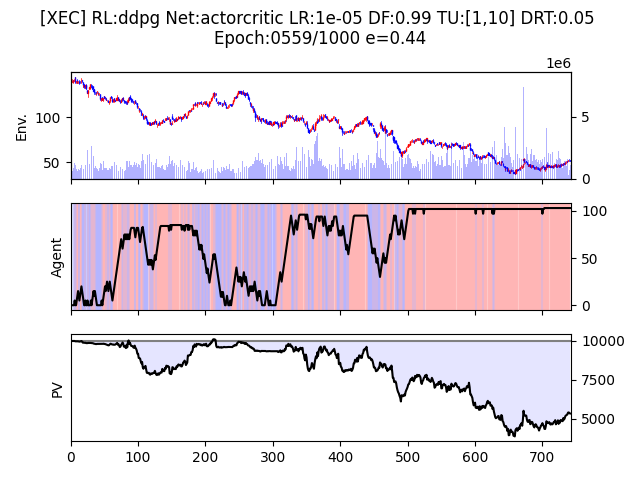 [XEC] RL:ddpg Net:actorcritic LR:1e-05 DF:0.99 TU:[1,10] DRT:0.05
Epoch:0559/1000 e=0.44
1e6
Env.
100
50
5
0
Agent
100
50
0
PV
10000
7500
5000
0 100 200 300 400 500 600 700